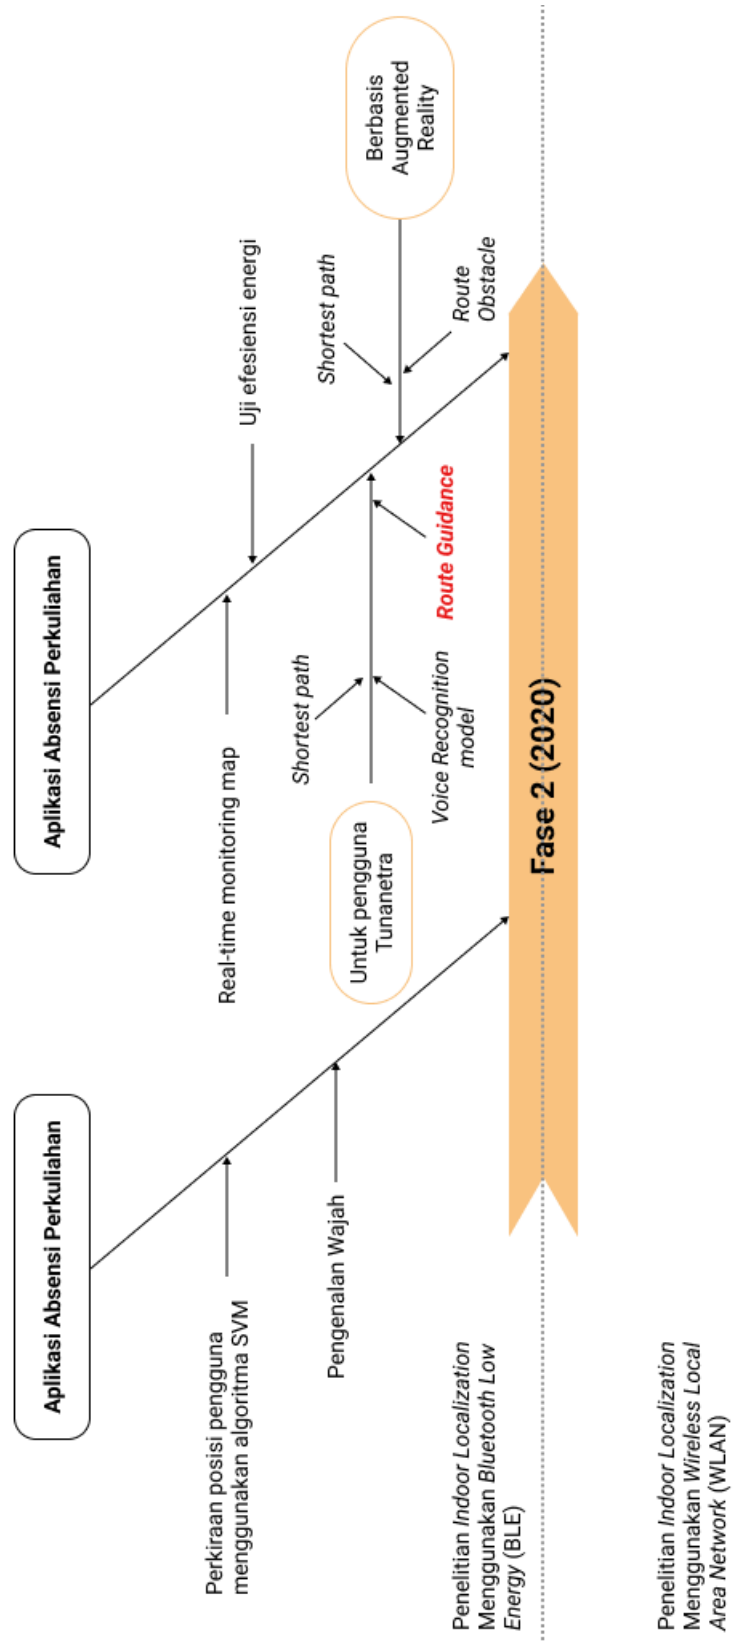 Aplikasi Absensi Perkuliahan
Perkiraan posisi pengguna
menggunakan algoritma SVM
Pengenalan Wajah
Aplikasi Absensi Perkuliahan
Real-time monitoring map
Uji efesiensi energi
Untuk pengguna
Tunanetra
Shortest path
Voice Recognition
model
Route Guidance
Shortest path
Route
Obstacle
Berbasis
Augmented
Reality
Penelitian Indoor Localization
Menggunakan Bluetooth Low
Energy (BLE)
Fase 2 (2020)
Penelitian Indoor Localization
Menggunakan Wireless Local
Area Network (WLAN)